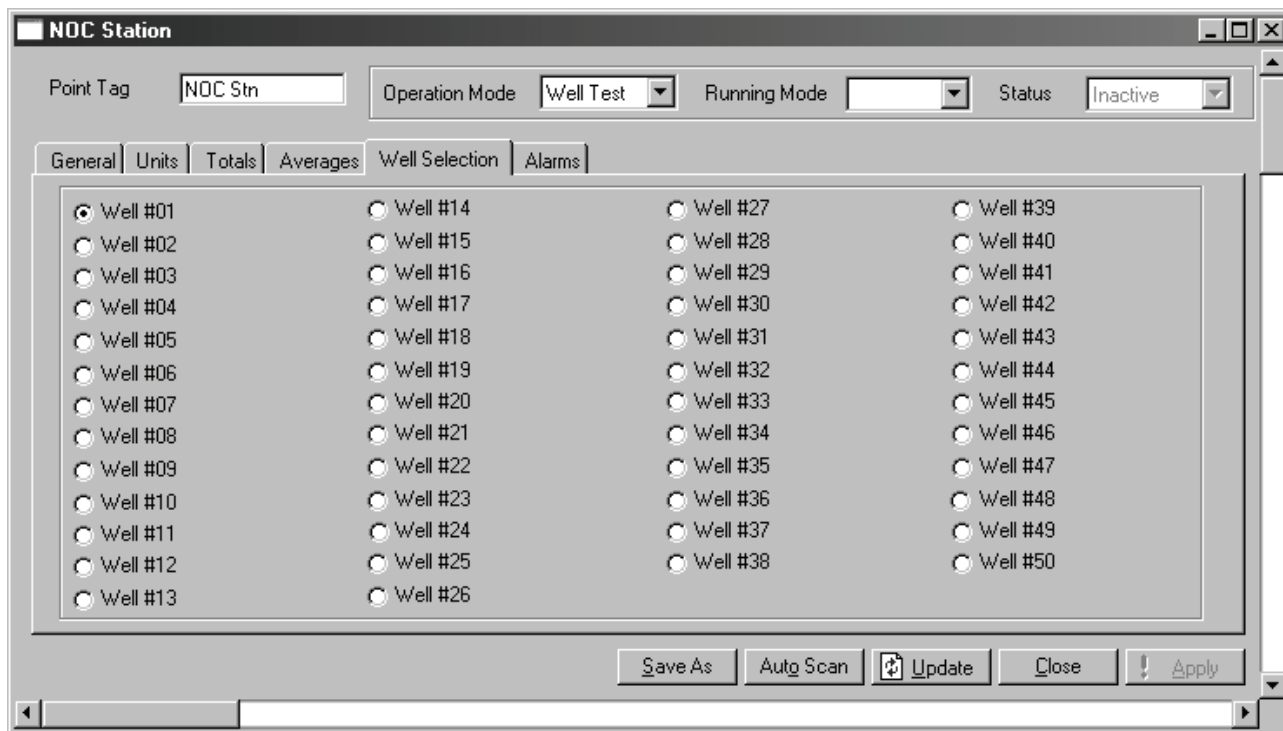 NOC Station
Point Tag NOC Stn Operation Mode Well Test Running Mode Status Inactive
General Units Totals Averages Well Selection Alarms
Well #01 Well #14 Well #27 Well #39
Well #02 Well #15 Well #28 Well #40
Well #03 Well #16 Well #29 Well #41
Well #04 Well #17 Well #30 Well #42
Well #05 Well #18 Well #31 Well #43
Well #06 Well #19 Well #32 Well #44
Well #07 Well #20 Well #33 Well #45
Well #08 Well #21 Well #34 Well #46
Well #09 Well #22 Well #35 Well #47
Well #10 Well #23 Well #36 Well #48
Well #11 Well #24 Well #37 Well #49
Well #12 Well #25 Well #38 Well #50
Well #13 Well #26
Save As Auto Scan Update Close Apply